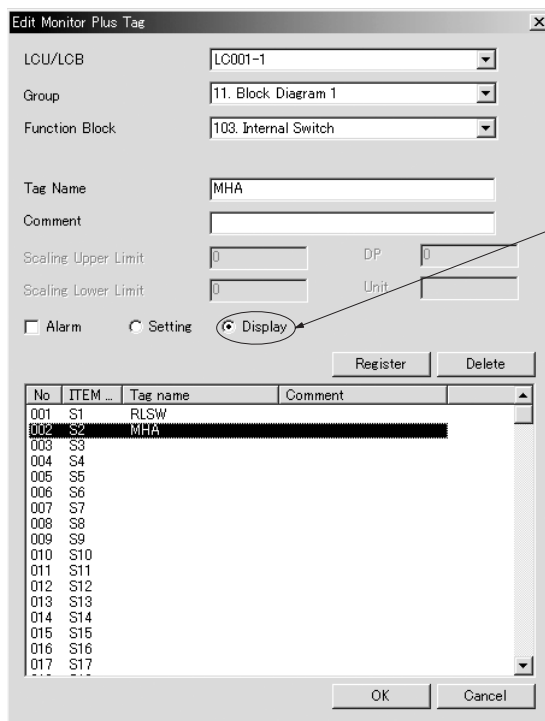 Edit Monitor Plus Tag
LCU/LCB LC001-1
Group 11. Block Diagram 1
Function Block 103. Internal Switch
Tag Name MHA
Comment
Scaling Upper Limit 0 DP 0
Scaling Lower Limit 0 Unit
Alarm Setting Display
Register Delete
No ITEM ... Tag name Comment
001 S1 RLSW
002 S2 MHA
003 S3
004 S4
005 S5
006 S6
007 S7
008 S8
009 S9
010 S10
011 S11
012 S12
013 S13
014 S14
015 S15
016 S16
017 S17
OK Cancel